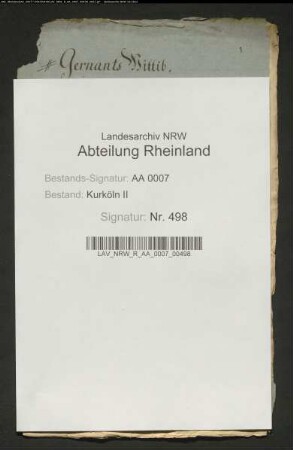 Gernants Wittib.
Landesarchiv NRW
Abteilung Rheinland
Bestands-Signatur: AA 0007
Bestand: Kurköln II
Signatur: Nr. 498
LAV_NRW_R_AA_0007_00498